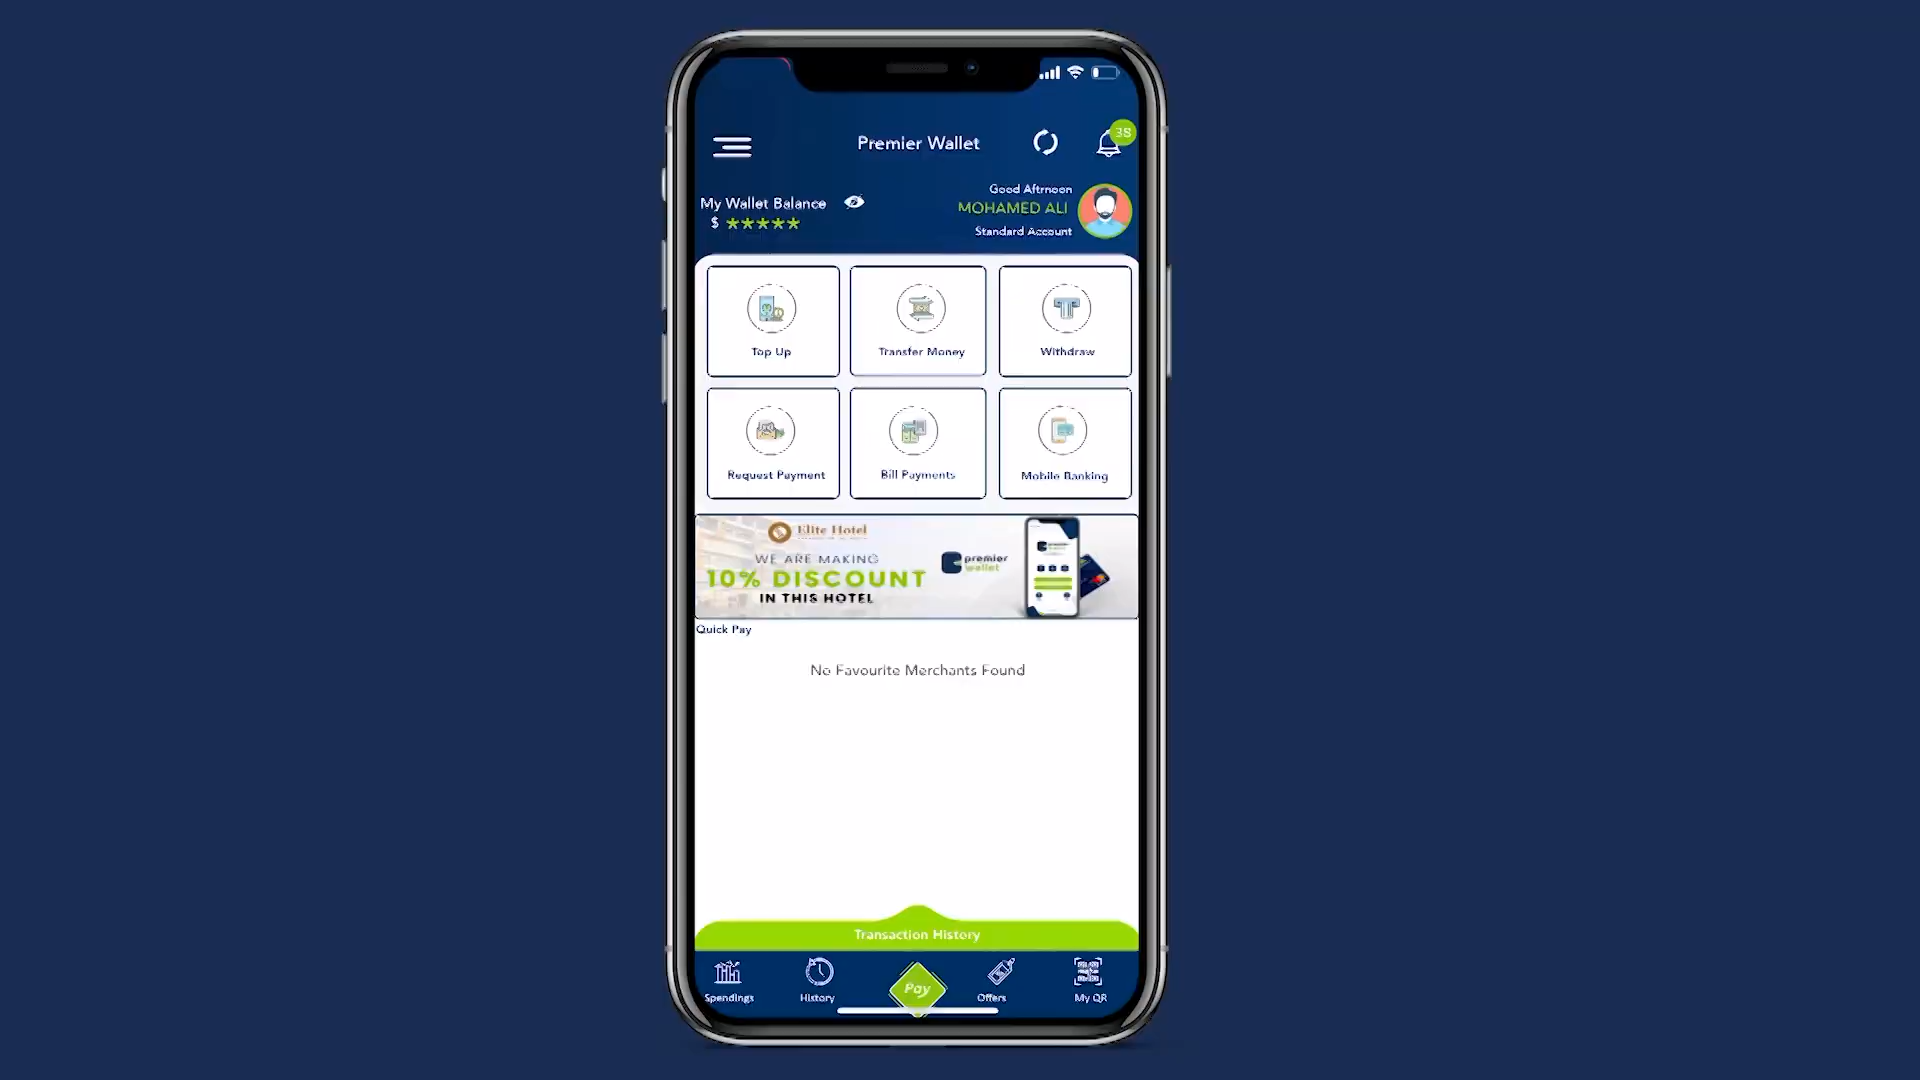 Premier Wallet
38
My Wallet Balance
$ ★★★★★
Good Aftrnoon
MOHAMED ALI
Standard Account
Top Up
Transfer Money
Withdraw
Request Payment
Bill Payments
Mobile Banking
Elite Hotel
WE ARE MAKING
10% DISCOUNT
IN THIS HOTEL
premier
wallet
Quick Pay
No Favourite Merchants Found
Transaction History
Spendings
History
Pay
Offers
My QR